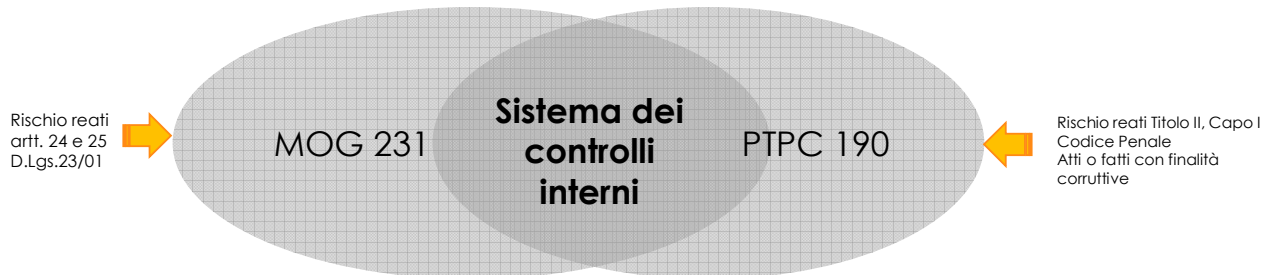 Rischio reati
artt. 24 e 25
D.Lgs.23/01
MOG 231
Sistema dei
controlli
interni
PTPC 190
Rischio reati Titolo II, Capo I
Codice Penale
Atti o fatti con finalità
corruttive